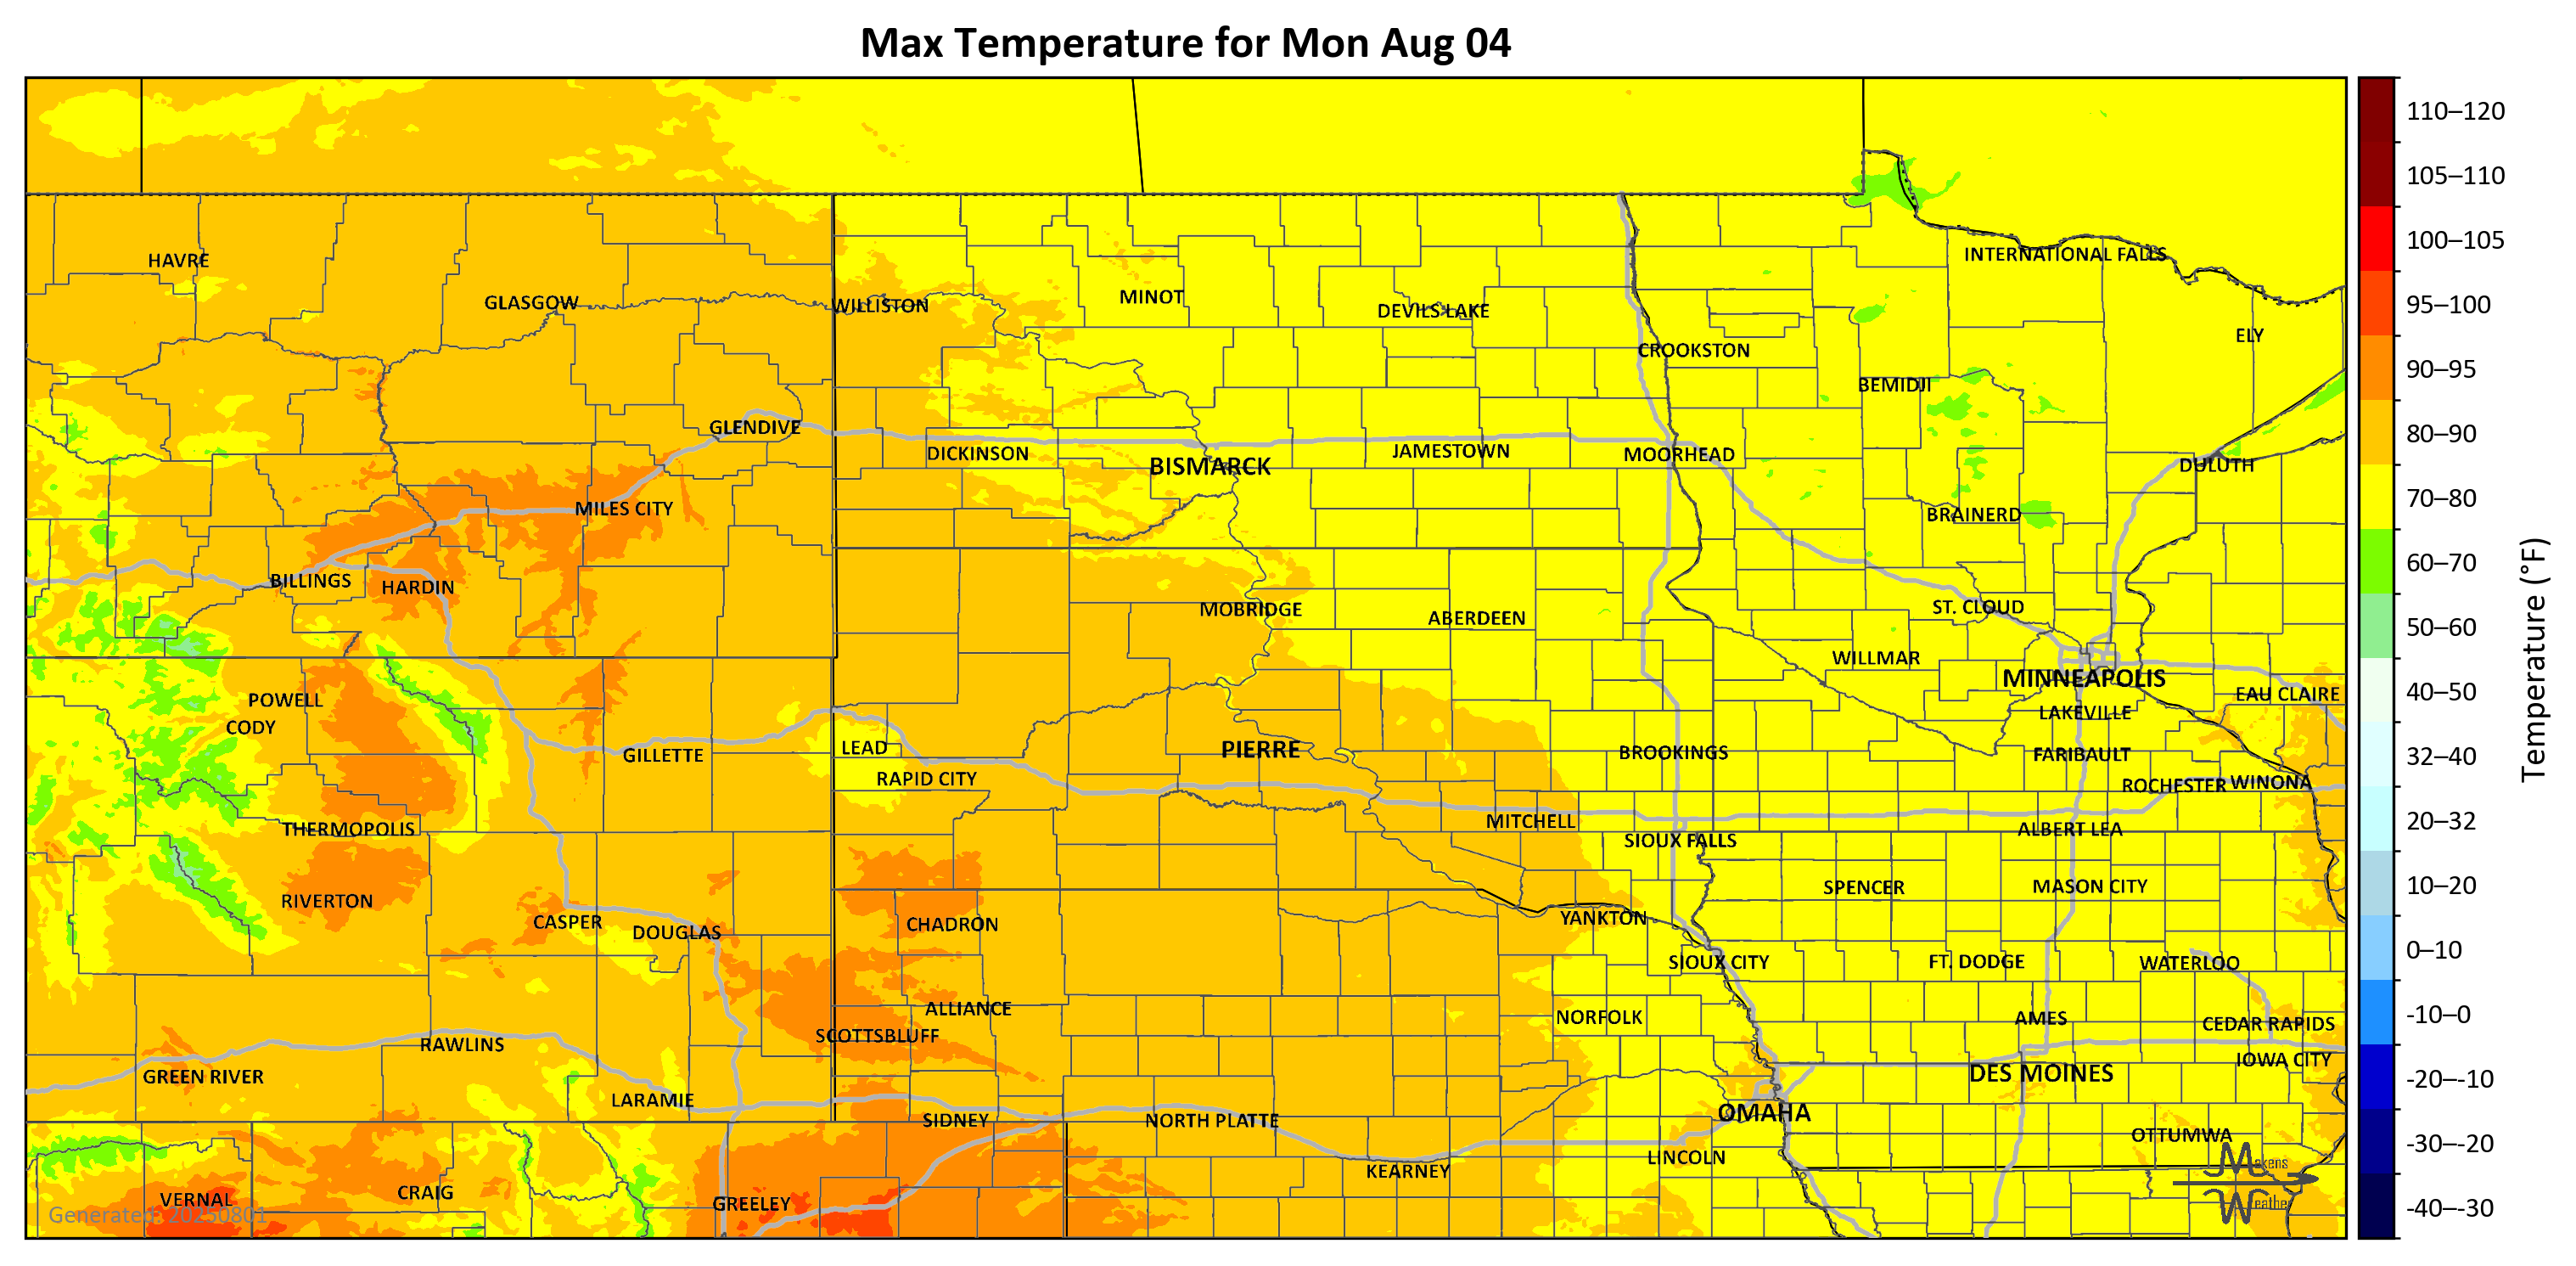 Max Temperature for Mon Aug 04
110–120
105–110
100–105
95–100
90–95
80–90
70–80
60–70
50–60
40–50
32–40
20–32
10–20
0–10
-10–0
-20–-10
-30–-20
-40–-30
Temperature (°F)
HAVRE
INTERNATIONAL FALLS
GLASGOW
WILLISTON
MINOT
DEVILS LAKE
ELY
CROOKSTON
BEMIDJI
GLENDIVE
DICKINSON
BISMARCK
JAMESTOWN
MOORHEAD
DULUTH
MILES CITY
BRAINERD
BILLINGS
HARDIN
MOBRIDGE
ABERDEEN
ST. CLOUD
WILLMAR
MINNEAPOLIS
POWELL
EAU CLAIRE
CODY
LAKEVILLE
GILLETTE
LEAD
PIERRE
BROOKINGS
FARIBAULT
RAPID CITY
ROCHESTER
WINONA
THERMOPOLIS
MITCHELL
SIOUX FALLS
ALBERT LEA
RIVERTON
SPENCER
MASON CITY
CASPER
DOUGLAS
CHADRON
YANKTON
SIOUX CITY
FT. DODGE
WATERLOO
ALLIANCE
NORFOLK
AMES
CEDAR RAPIDS
SCOTTSBLUFF
RAWLINS
IOWA CITY
GREEN RIVER
DES MOINES
LARAMIE
SIDNEY
NORTH PLATTE
OMAHA
OTTUMWA
LINCOLN
KEARNEY
VERNAL
CRAIG
GREELEY
Generated: 20250801
Makens
Weather